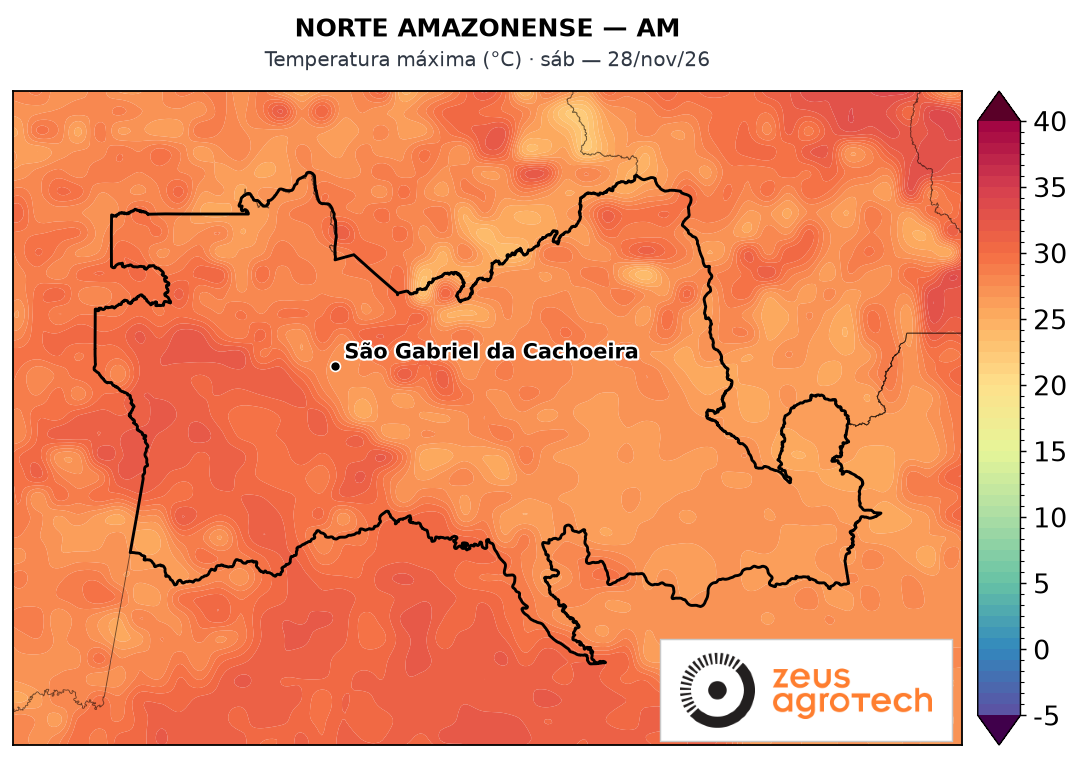 NORTE AMAZONENSE — AM
Temperatura máxima (°C) · sáb — 28/nov/26
40
35
30
25
20
15
10
5
0
-5
São Gabriel da Cachoeira
zeus
agrotech